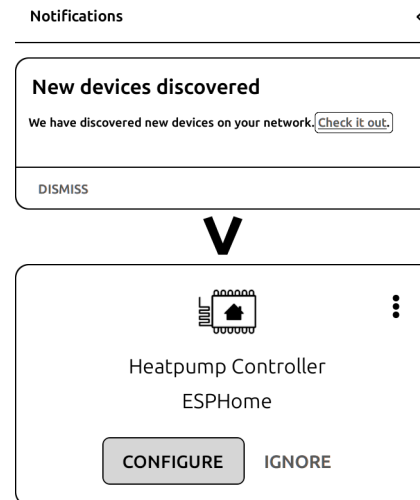 Notifications
New devices discovered
We have discovered new devices on your network. Check it out.
DISMISS
V
Heatpump Controller
ESPHome
CONFIGURE IGNORE